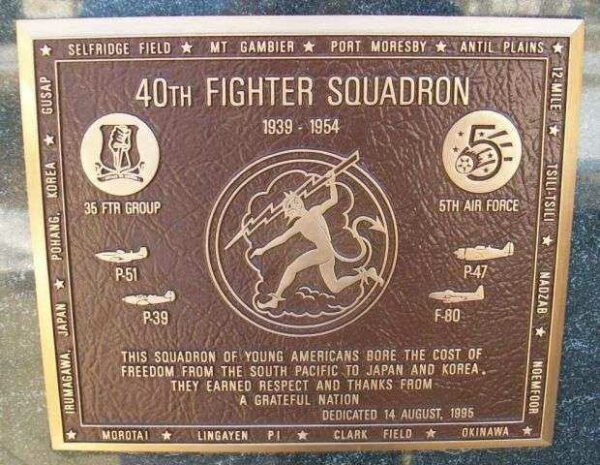 SELFRIDGE FIELD ★ MT GAMBIER ★ PORT MORESBY ★ ANTIL PLAINS ★
12 MILE ★ TSILI-TSILI ★ NADZAB ★ NOEMFOOR
MOROTAI ★ LINGAYEN P I ★ CLARK FIELD ★ OKINAWA
IRUMAGAWA, JAPAN ★ POHANG, KOREA ★ GUSAP
40TH FIGHTER SQUADRON
1939 - 1954
35 FTR GROUP
5
5TH AIR FORCE
P-51
P-39
P-47
F-80
THIS SQUADRON OF YOUNG AMERICANS BORE THE COST OF
FREEDOM FROM THE SOUTH PACIFIC TO JAPAN AND KOREA.
THEY EARNED RESPECT AND THANKS FROM
A GRATEFUL NATION
DEDICATED 14 AUGUST, 1995